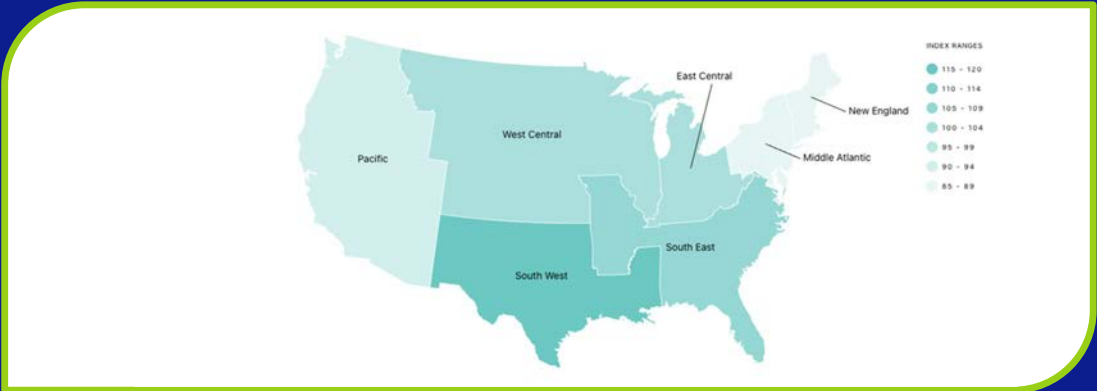 INDEX RANGES
115 - 120
110 - 114
105 - 109
100 - 104
95 - 99
90 - 94
85 - 89
East Central
New England
West Central
Middle Atlantic
Pacific
South East
South West